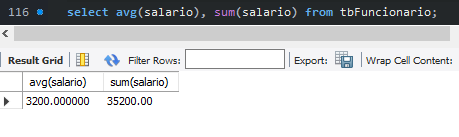 116 select avg(salario), sum(salario) from tbFuncionario;
Result Grid Filter Rows: Export: Wrap Cell Content:
avg(salario) sum(salario)
3200.000000 35200.00